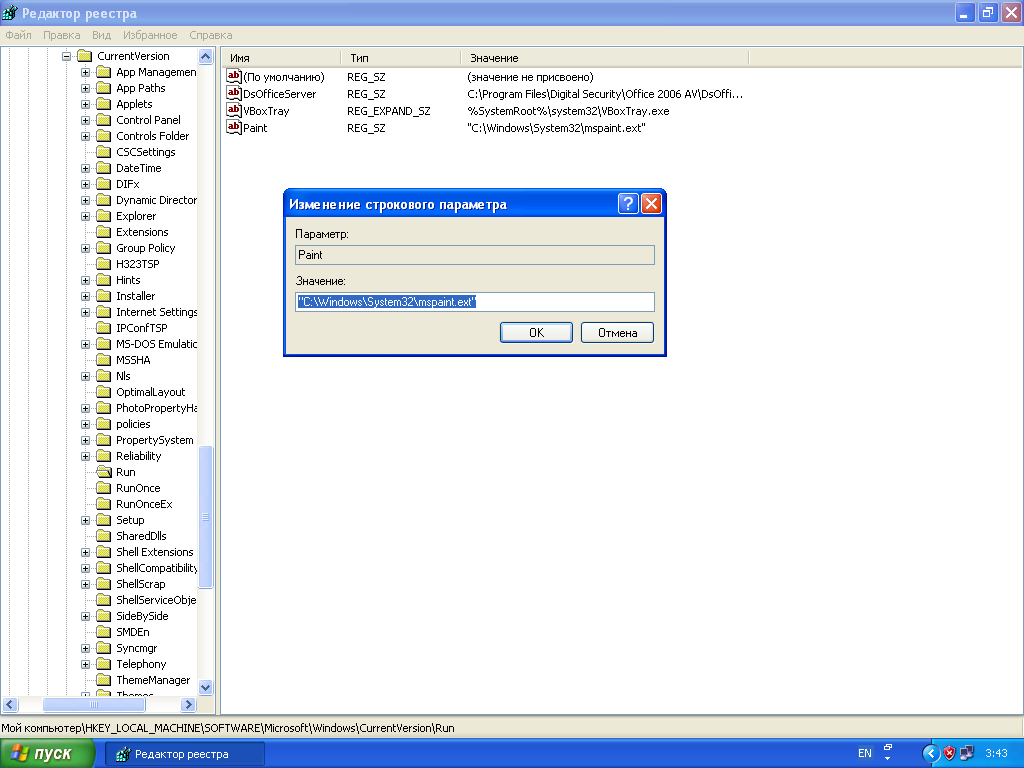 Редактор реестра
Файл Правка Вид Избранное Справка
CurrentVersion
App Managemen
App Paths
Applets
Control Panel
Controls Folder
CSCSettings
DateTime
DIFx
Dynamic Director
Explorer
Extensions
Group Policy
H323TSP
Hints
Installer
Internet Settings
IPConfTSP
MS-DOS Emulatio
MSSHA
Nls
OptimalLayout
PhotoPropertyHa
policies
PropertySystem
Reliability
Run
RunOnce
RunOnceEx
Setup
SharedDlls
Shell Extensions
ShellCompatibility
ShellScrap
ShellServiceObje
SideBySide
SMDEn
Syncmgr
Telephony
ThemeManager
Themes
Имя Тип Значение
(По умолчанию) REG_SZ (значение не присвоено)
DsOfficeServer REG_SZ C:\Program Files\Digital Security\Office 2006 AV\DsOffi...
VBoxTray REG_EXPAND_SZ %SystemRoot%\system32\VBoxTray.exe
Paint REG_SZ "C:\Windows\System32\mspaint.ext"
Изменение строкового параметра
Параметр:
Paint
Значение:
"C:\Windows\System32\mspaint.ext"
OK Отмена
Мой компьютер\HKEY_LOCAL_MACHINE\SOFTWARE\Microsoft\Windows\CurrentVersion\Run
пуск Редактор реестра EN 3:43